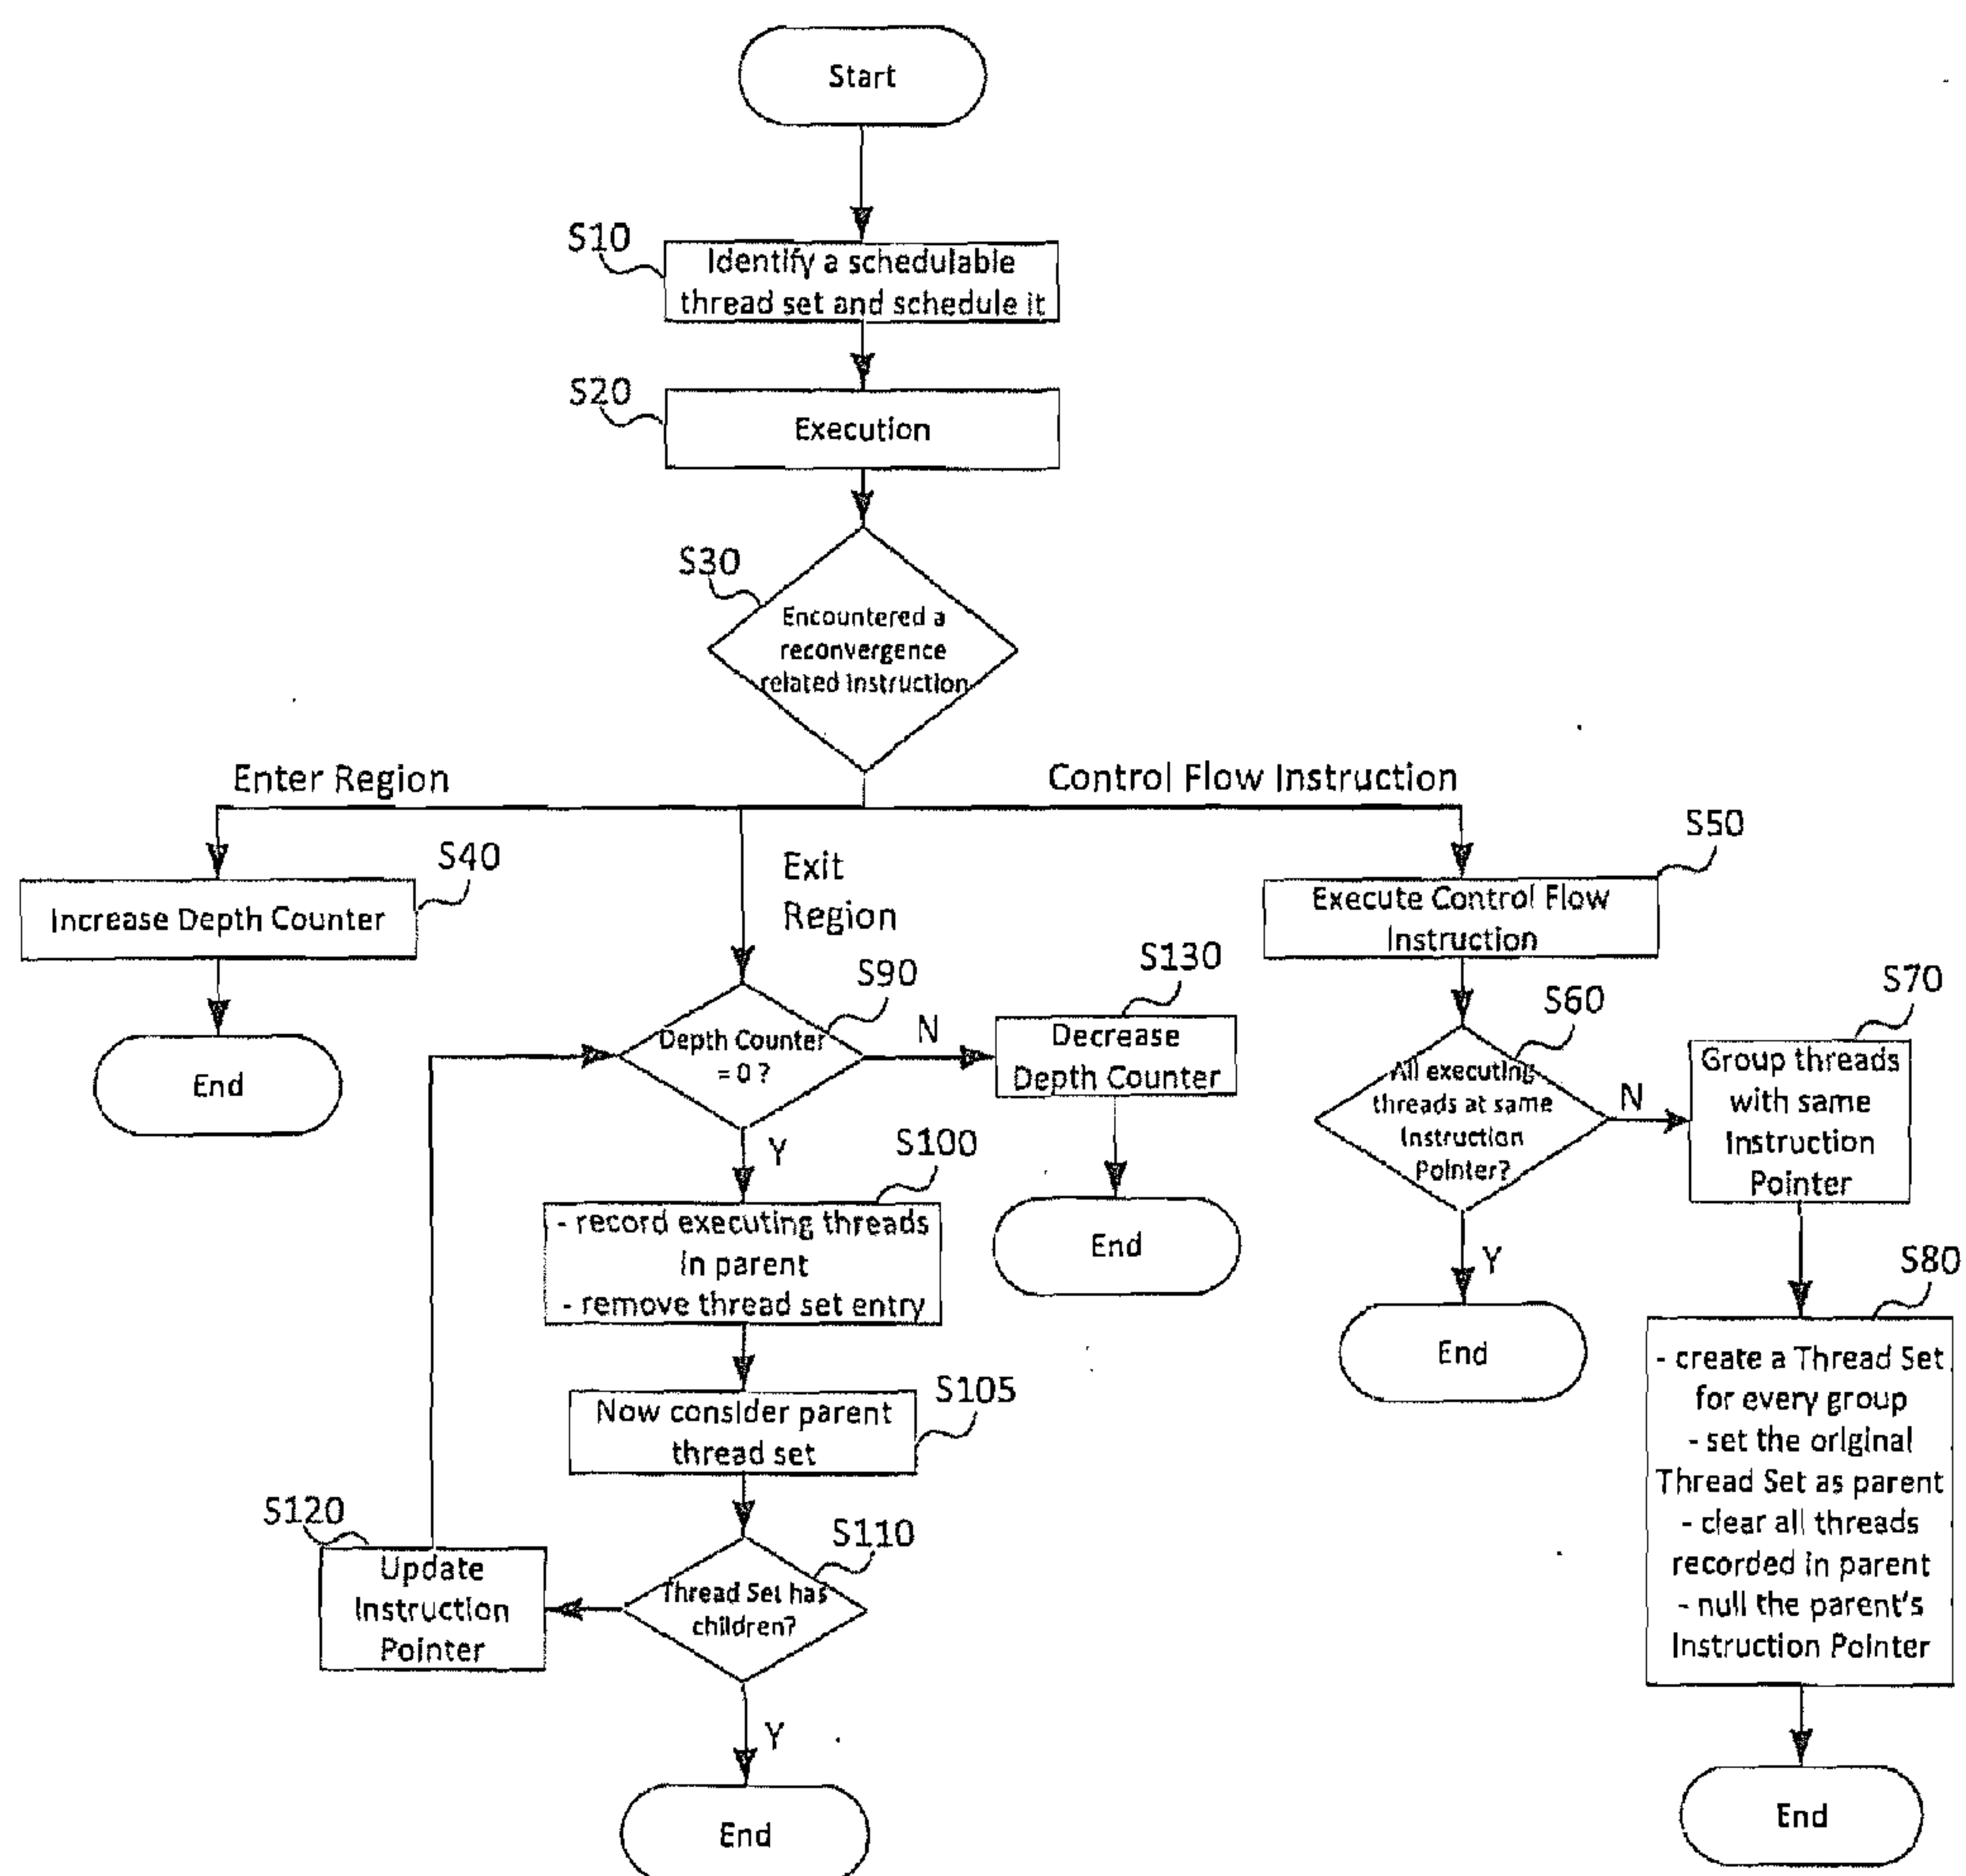 Start
S10
Identify a schedulable
thread set and schedule it
S20
Execution
S30
Encountered a
reconvergence
related instruction
Enter Region
Control Flow Instruction
S40
Increase Depth Counter
End
Exit
Region
S50
Execute Control Flow
Instruction
S90
Depth Counter
= 0 ?
N
S130
Decrease
Depth Counter
End
S60
All executing
threads at same
Instruction
Pointer?
N
S70
Group threads
with same
Instruction
Pointer
Y
End
S80
- create a Thread Set
for every group
- set the original
Thread Set as parent
- clear all threads
recorded in parent
- null the parent's
Instruction Pointer
End
Y
S100
- record executing threads
in parent
- remove thread set entry
S105
Now consider parent
thread set
S110
Thread Set has
children?
S120
Update
Instruction
Pointer
Y
End